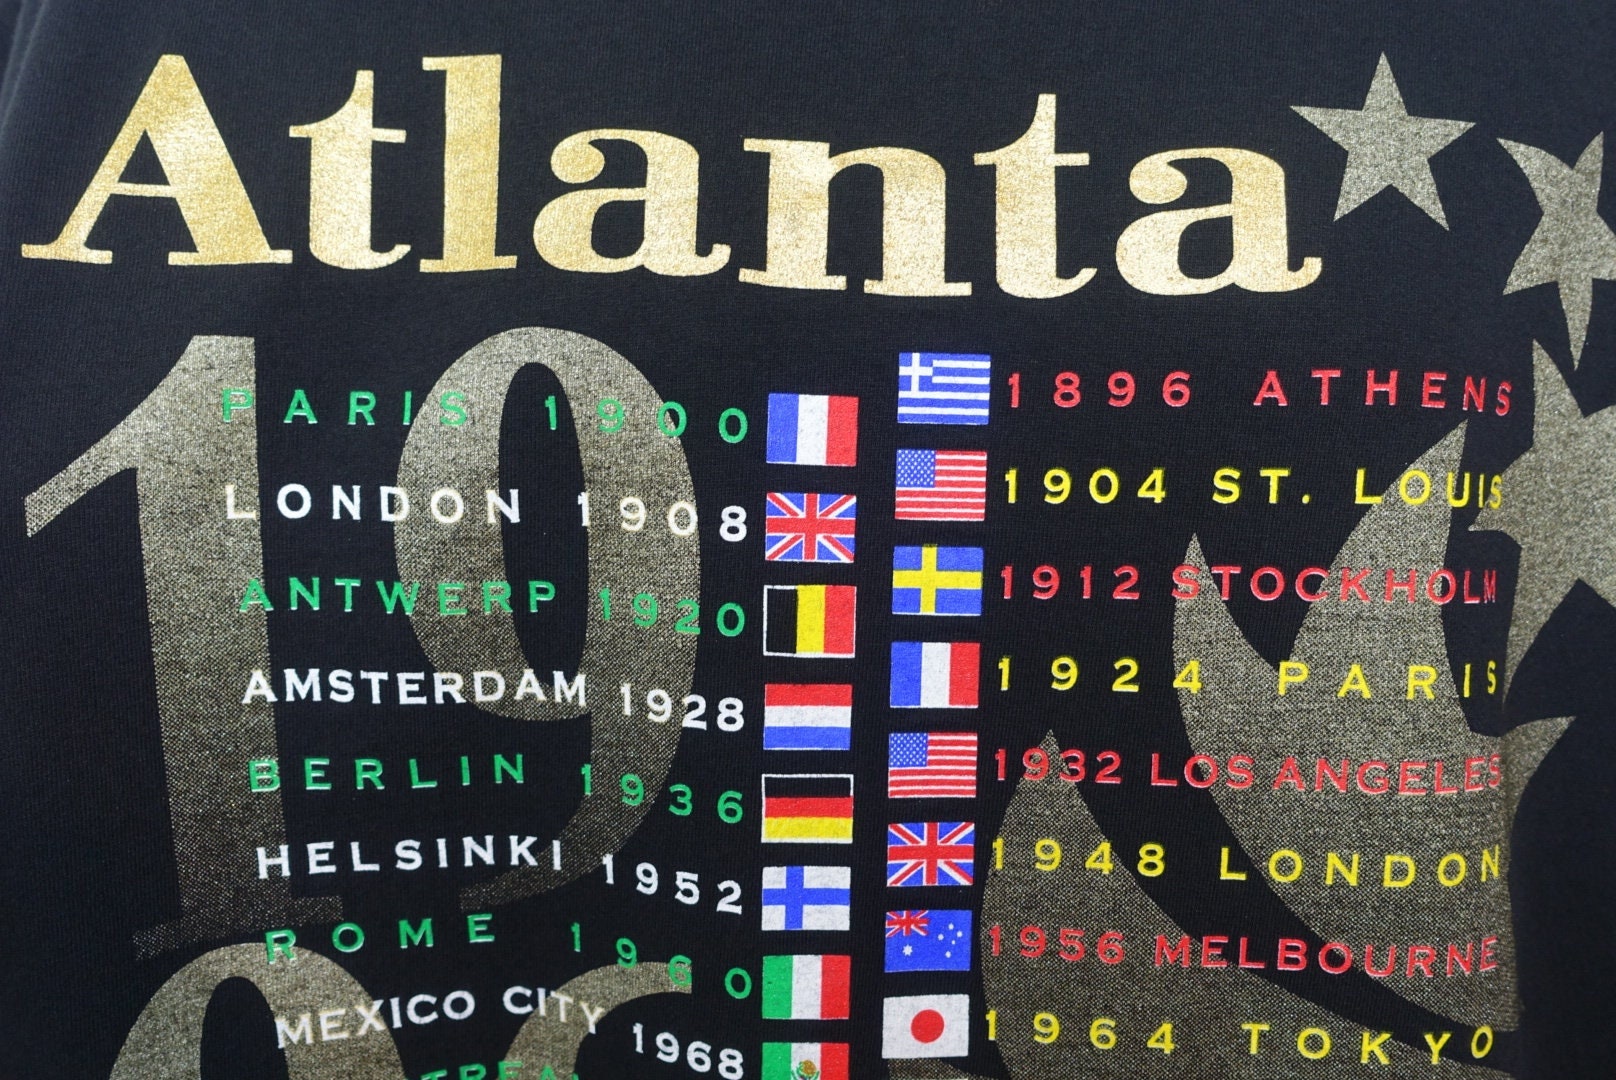 Atlanta
19
PARIS 1900
LONDON 1908
ANTWERP 1920
AMSTERDAM 1928
BERLIN 1936
HELSINKI 1952
ROME 1960
MEXICO CITY 1968
1896 ATHENS
1904 ST. LOUIS
1912 STOCKHOLM
1924 PARIS
1932 LOS ANGELES
1948 LONDON
1956 MELBOURNE
1964 TOKYO